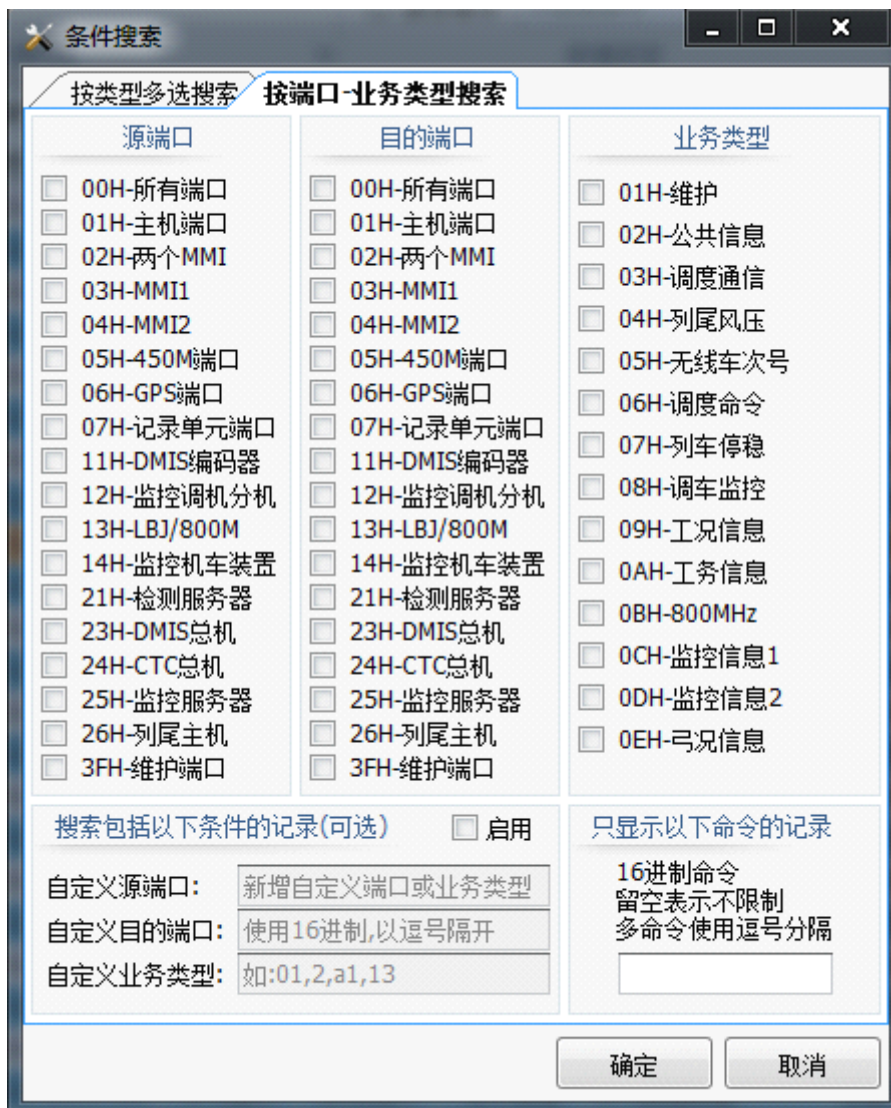 条件搜索
按类型多选搜索
按端口-业务类型搜索
源端口
00H-所有端口
01H-主机端口
02H-两个MMI
03H-MMI1
04H-MMI2
05H-450M端口
06H-GPS端口
07H-记录单元端口
11H-DMIS编码器
12H-监控调机分机
13H-LBJ/800M
14H-监控机车装置
21H-检测服务器
23H-DMIS总机
24H-CTC总机
25H-监控服务器
26H-列尾主机
3FH-维护端口
目的端口
00H-所有端口
01H-主机端口
02H-两个MMI
03H-MMI1
04H-MMI2
05H-450M端口
06H-GPS端口
07H-记录单元端口
11H-DMIS编码器
12H-监控调机分机
13H-LBJ/800M
14H-监控机车装置
21H-检测服务器
23H-DMIS总机
24H-CTC总机
25H-监控服务器
26H-列尾主机
3FH-维护端口
业务类型
01H-维护
02H-公共信息
03H-调度通信
04H-列尾风压
05H-无线车次号
06H-调度命令
07H-列车停稳
08H-调车监控
09H-工况信息
0AH-工务信息
0BH-800MHz
0CH-监控信息1
0DH-监控信息2
0EH-弓况信息
搜索包括以下条件的记录(可选)
启用
自定义源端口:
新增自定义端口或业务类型
自定义目的端口:
使用16进制,以逗号隔开
自定义业务类型:
如:01,2,a1,13
只显示以下命令的记录
16进制命令
留空表示不限制
多命令使用逗号分隔
确定
取消